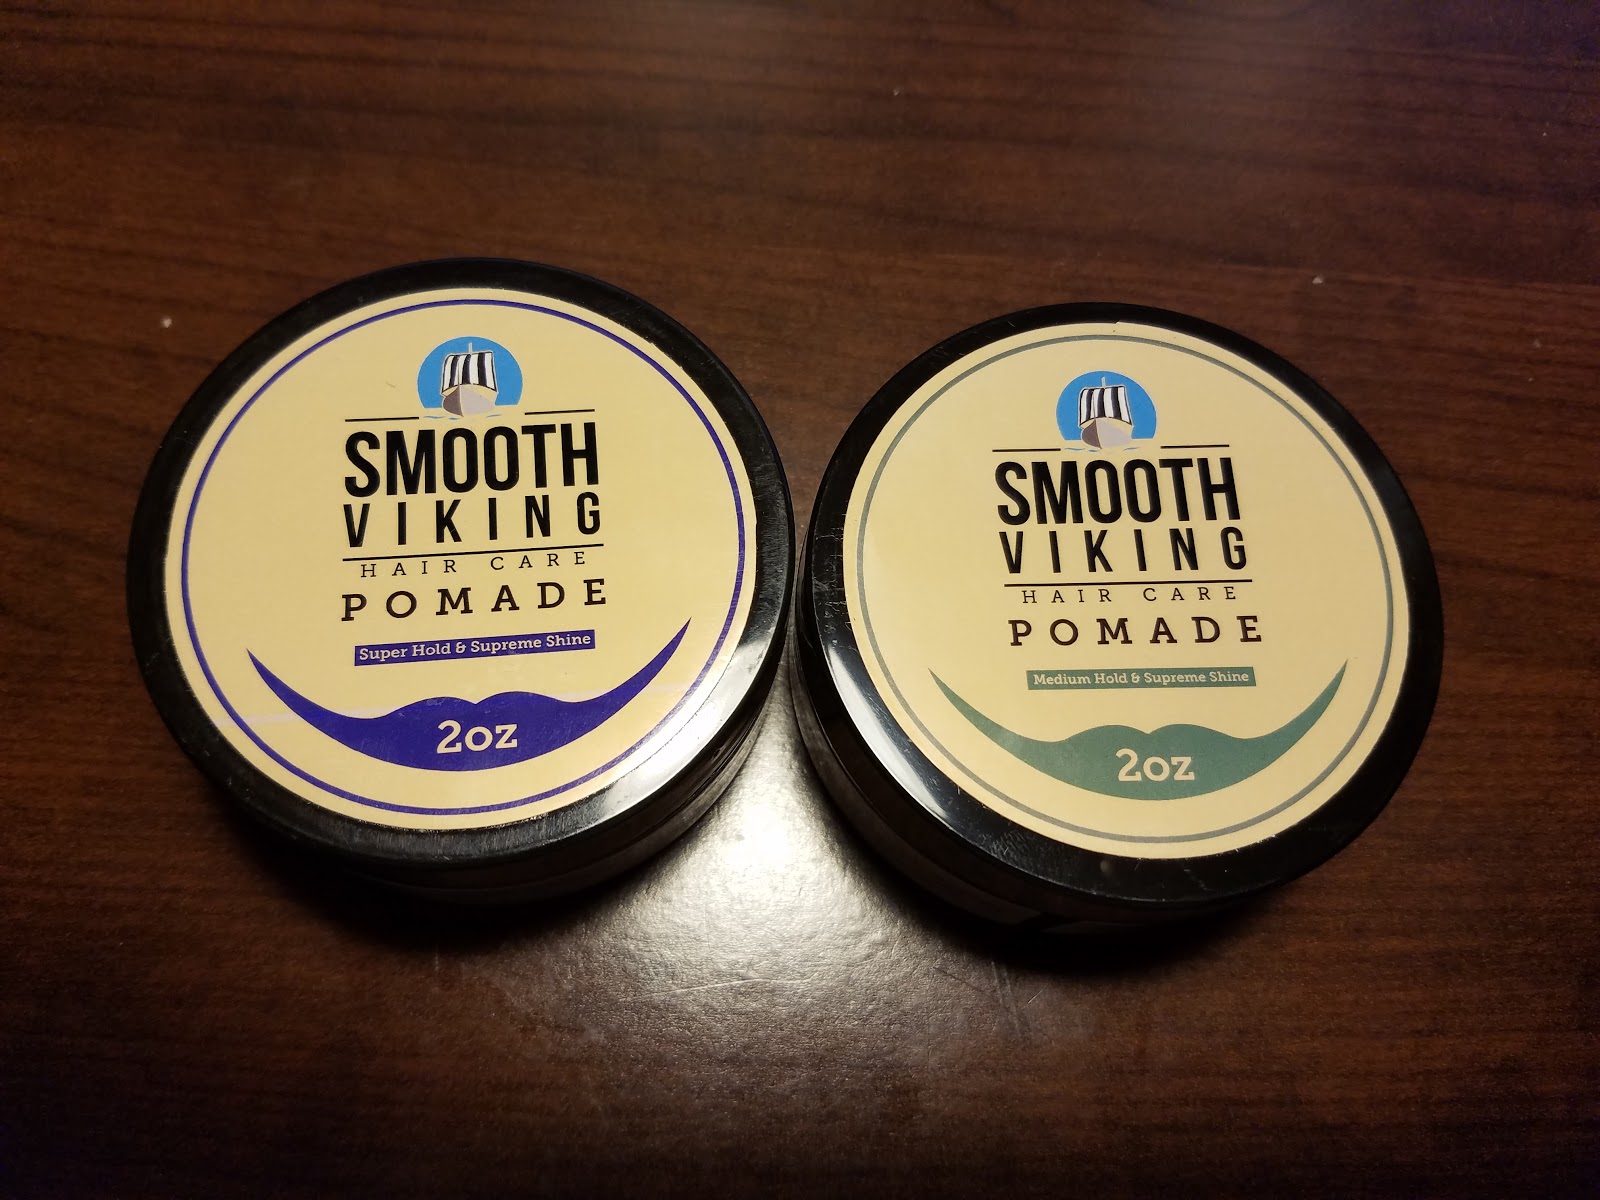 SMOOTH
VIKING
HAIR CARE
POMADE
Super Hold & Supreme Shine
2oz
SMOOTH
VIKING
HAIR CARE
POMADE
Medium Hold & Supreme Shine
2oz